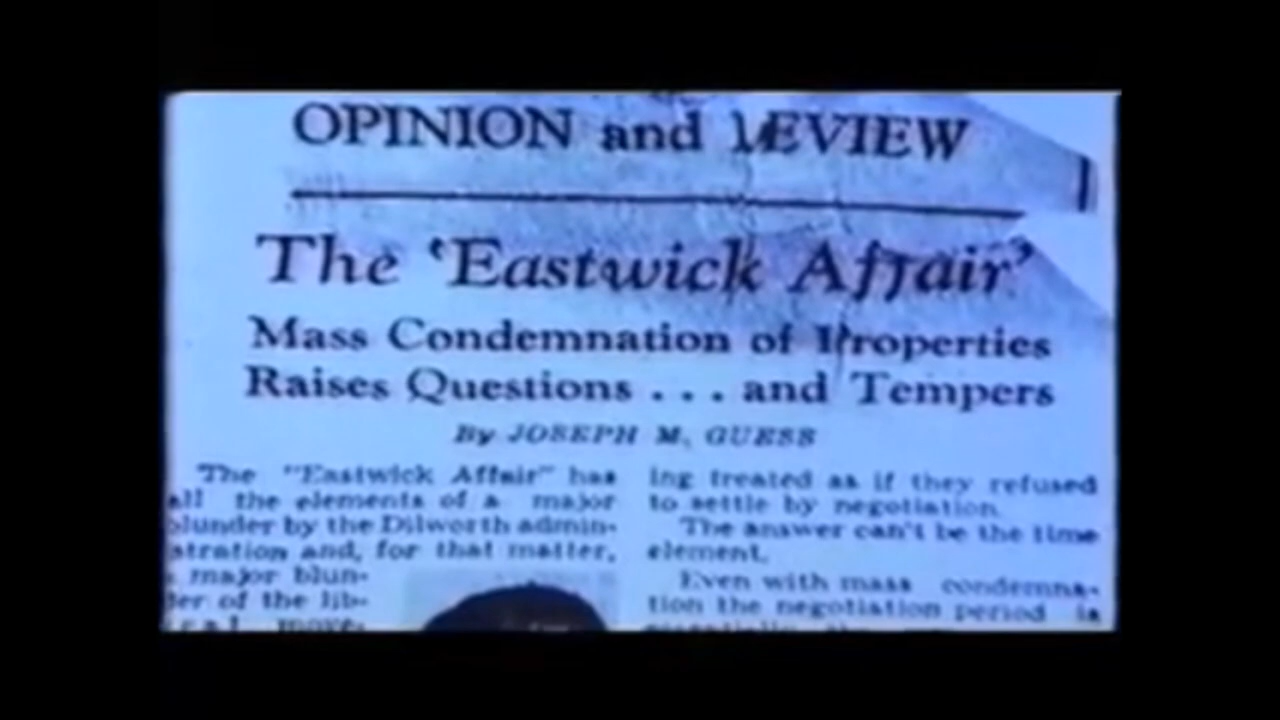 OPINION and REVIEW
The 'Eastwick Affair'
Mass Condemnation of Properties
Raises Questions . . . and Tempers
By JOSEPH M. GUESS
The "Eastwick Affair" has
all the elements of a major
blunder by the Dilworth admin-
stration and, for that matter,
major blun-
der of the lib-
move-
ing treated as if they refused
to settle by negotiation.
The answer can't be the time
element.
Even with mass condemna-
tion the negotiation period is